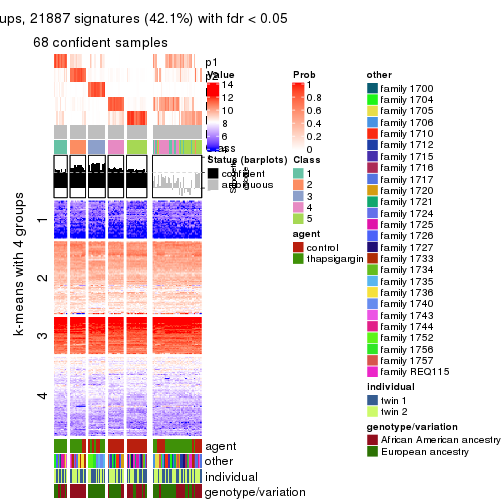 ups, 21887 signatures (42.1%) with fdr < 0.05
68 confident samples
p1
p2
Value
14
12
10
8
6
Prob
1
0.8
0.6
0.4
0.2
0
Status (barplots)
confident
ambiguous
Class
1
2
3
4
5
agent
control
thapsigargin
other
family 1700
family 1704
family 1705
family 1706
family 1710
family 1712
family 1715
family 1716
family 1717
family 1720
family 1721
family 1724
family 1725
family 1726
family 1727
family 1733
family 1734
family 1735
family 1736
family 1740
family 1743
family 1744
family 1752
family 1756
family 1757
family REQ115
individual
twin 1
twin 2
genotype/variation
African American ancestry
European ancestry
k-means with 4 groups
1
2
3
4
agent
other
individual
genotype/variation